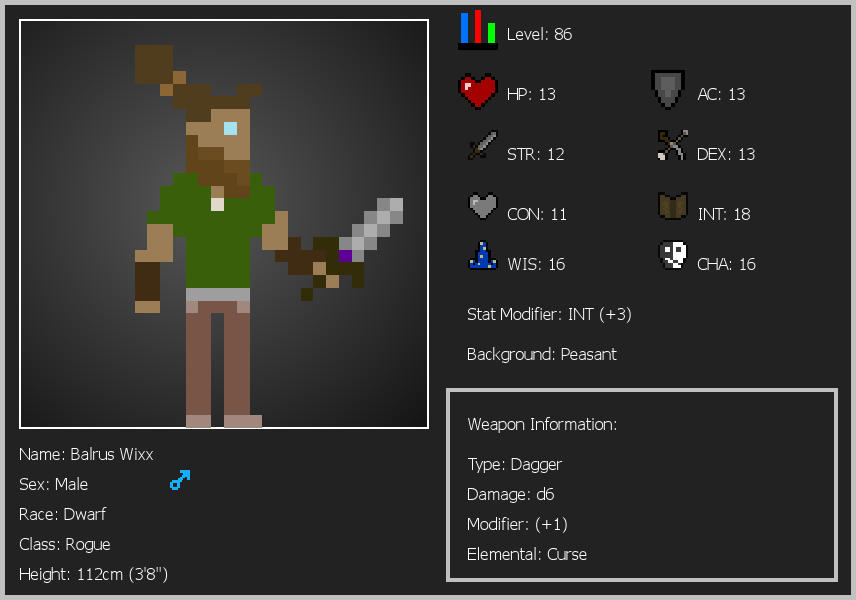 Level: 86
HP: 13
AC: 13
STR: 12
DEX: 13
CON: 11
INT: 18
WIS: 16
CHA: 16
Stat Modifier: INT (+3)
Background: Peasant
Weapon Information:
Type: Dagger
Damage: d6
Modifier: (+1)
Elemental: Curse
Name: Balrus Wixx
Sex: Male
Race: Dwarf
Class: Rogue
Height: 112cm (3'8")